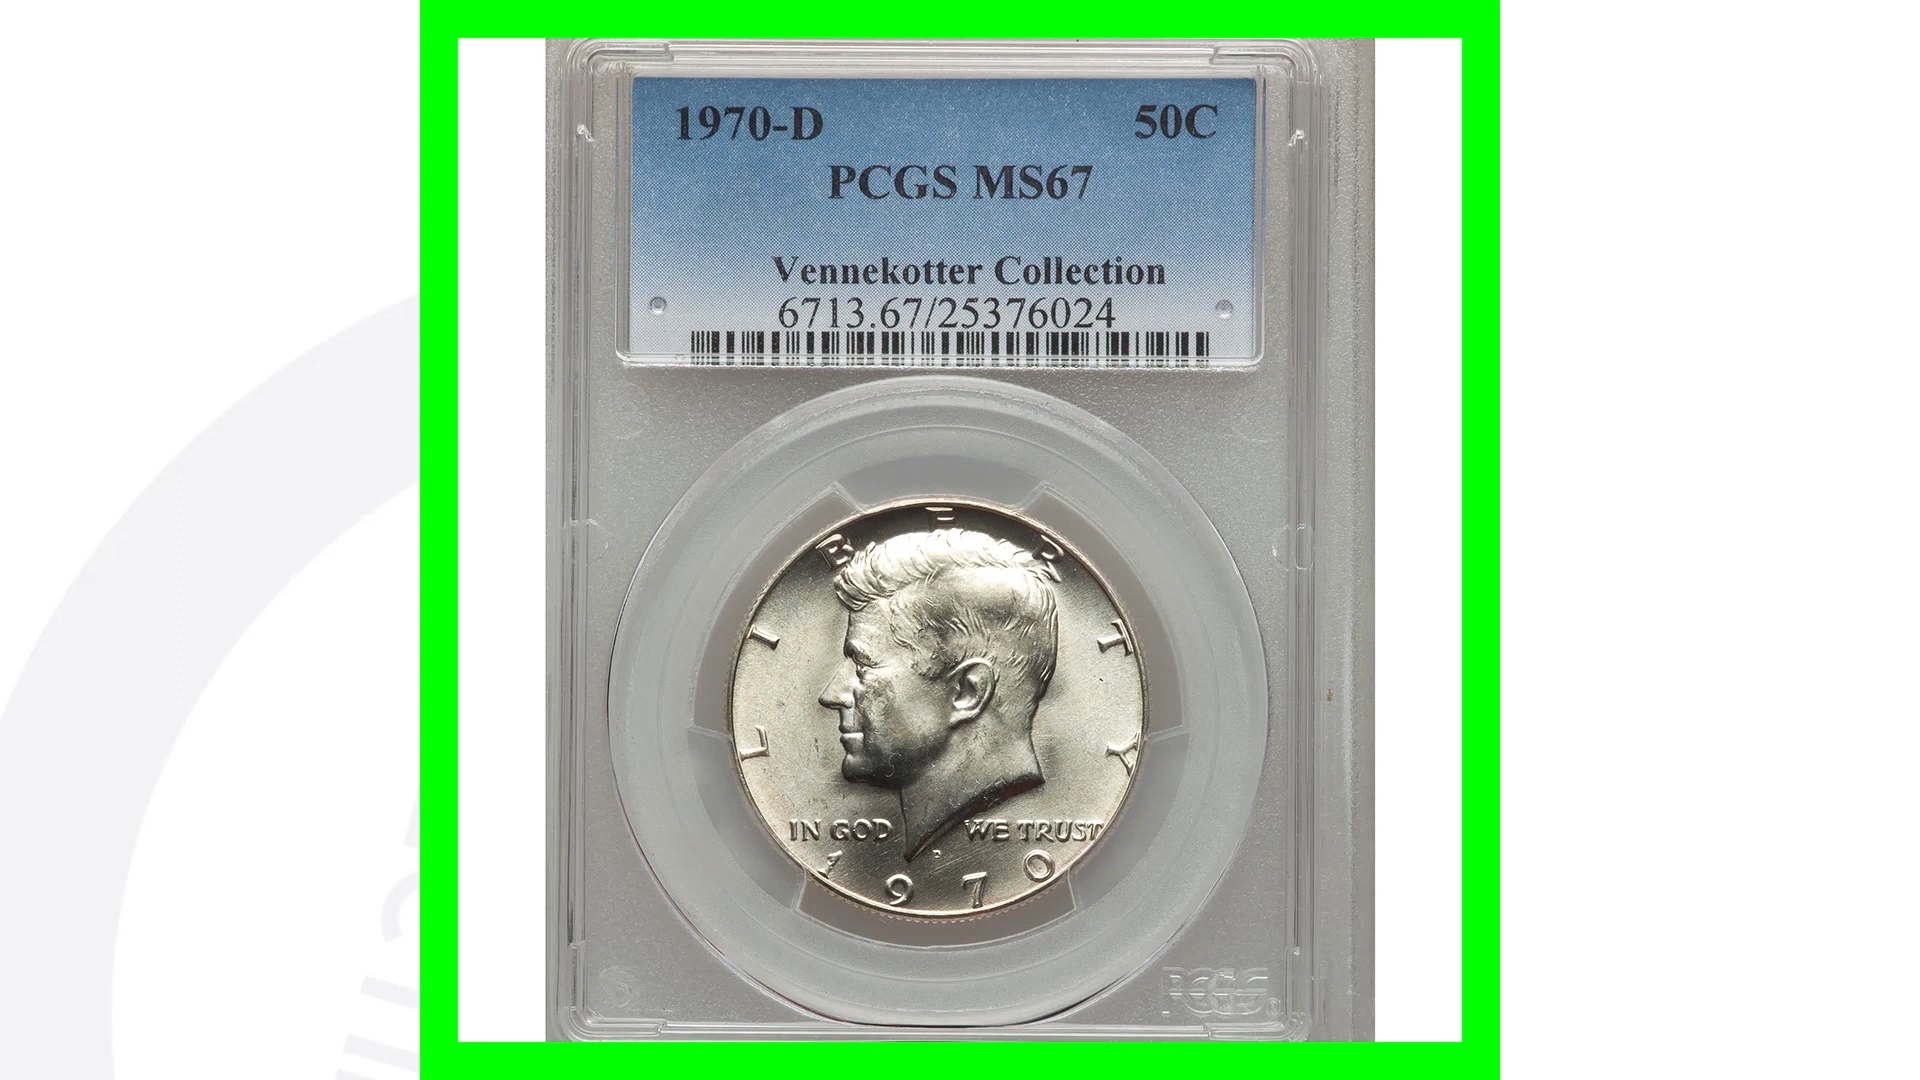 1970-D 50C
PCGS MS67
Vennekotter Collection
6713.67/25376024
LIBERTY
IN GOD WE TRUST
D
1970
PCGS